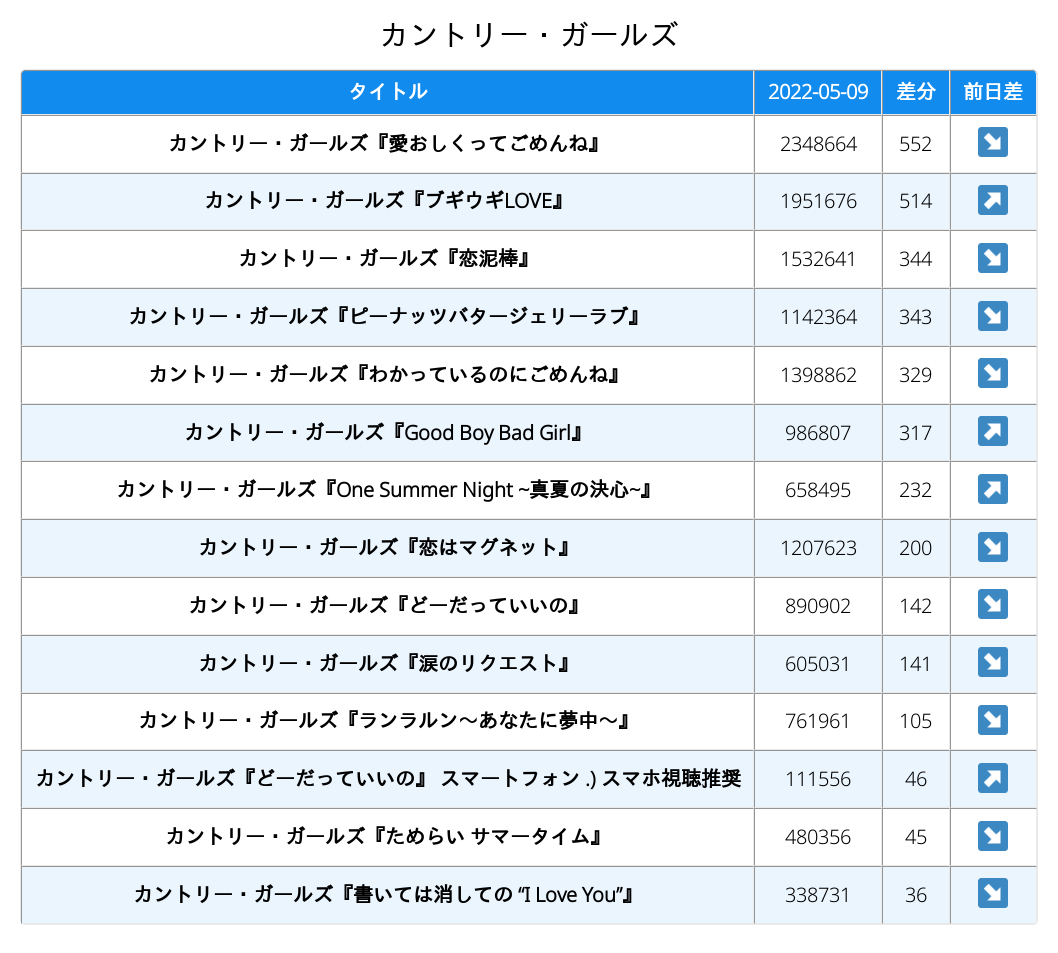 カントリー・ガールズ
タイトル 2022-05-09 差分 前日差
カントリー・ガールズ『愛おしくってごめんね』 2348664 552 ↘
カントリー・ガールズ『ブギウギLOVE』 1951676 514 ↗
カントリー・ガールズ『恋泥棒』 1532641 344 ↘
カントリー・ガールズ『ピーナッツバタージェリーラブ』 1142364 343 ↘
カントリー・ガールズ『わかっているのにごめんね』 1398862 329 ↘
カントリー・ガールズ『Good Boy Bad Girl』 986807 317 ↗
カントリー・ガールズ『One Summer Night ~真夏の決心~』 658495 232 ↗
カントリー・ガールズ『恋はマグネット』 1207623 200 ↘
カントリー・ガールズ『どーだっていいの』 890902 142 ↘
カントリー・ガールズ『涙のリクエスト』 605031 141 ↘
カントリー・ガールズ『ランラルン〜あなたに夢中〜』 761961 105 ↘
カントリー・ガールズ『どーだっていいの』 スマートフォン .) スマホ視聴推奨 111556 46 ↗
カントリー・ガールズ『ためらい サマータイム』 480356 45 ↘
カントリー・ガールズ『書いては消しての “I Love You”』 338731 36 ↘